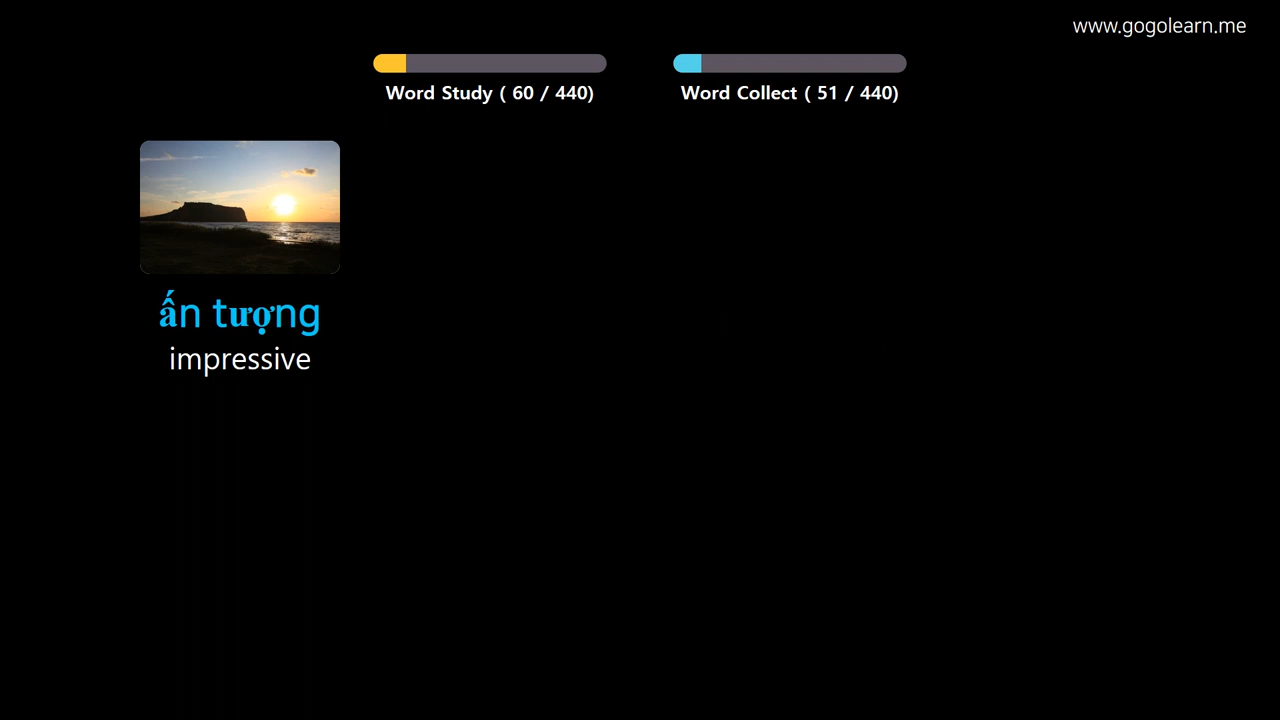 www.gogolearn.me
Word Study ( 60 / 440)
Word Collect ( 51 / 440)
ấn tượng
impressive